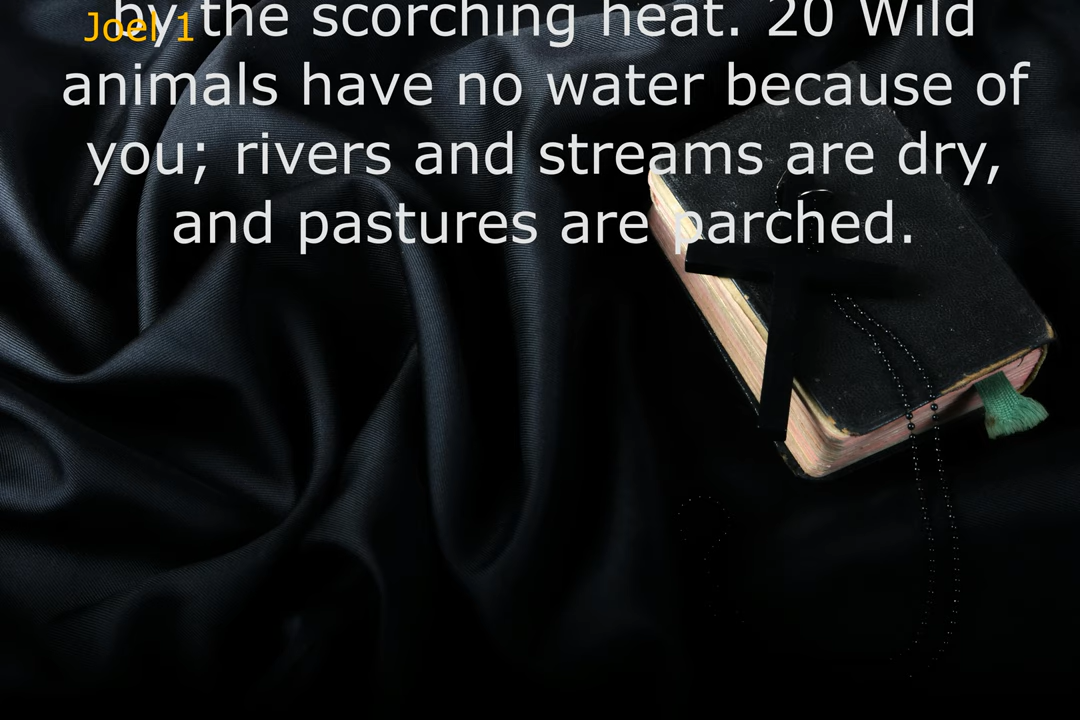 Joel 1
by the scorching heat. 20 Wild
animals have no water because of
you; rivers and streams are dry,
and pastures are parched.